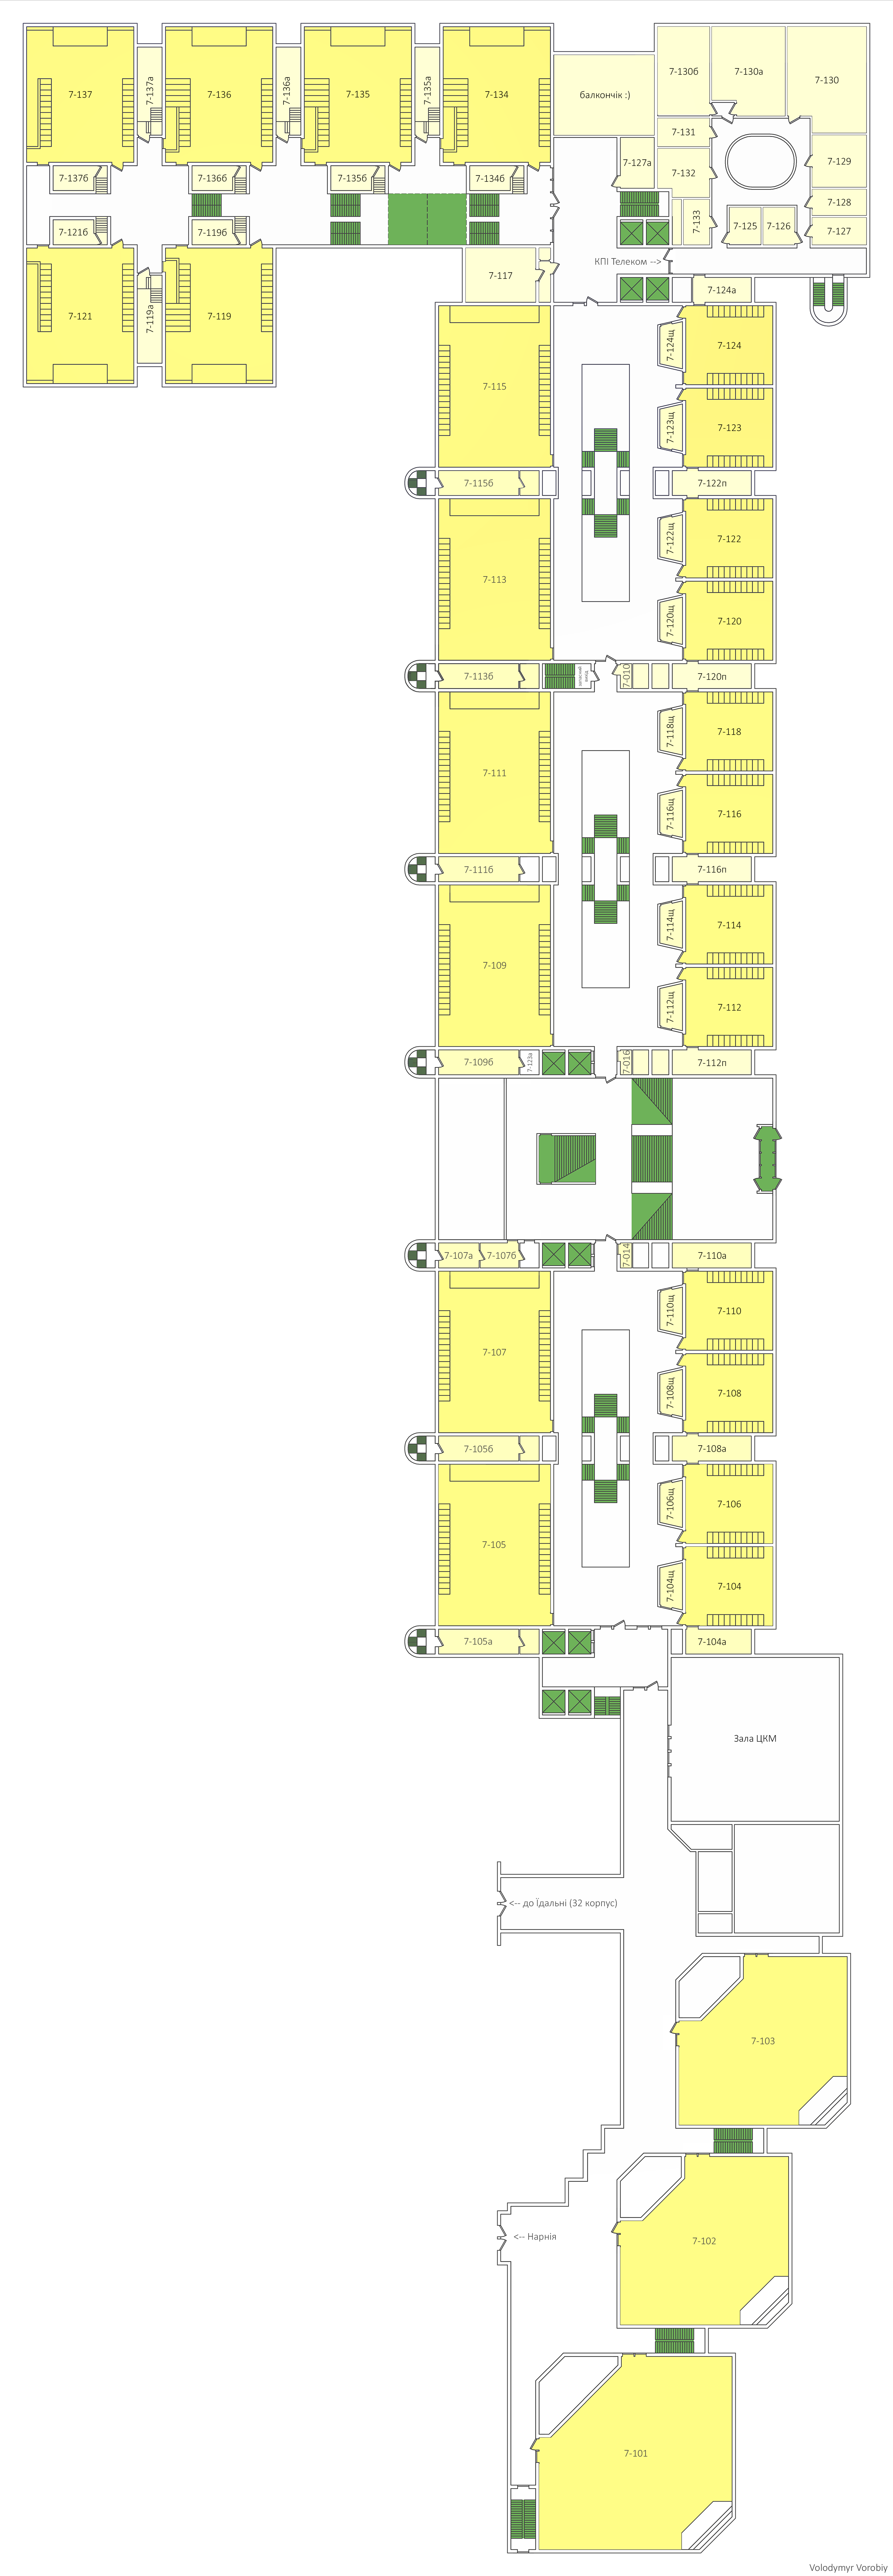 7-137
7-137а
7-136
7-136а
7-135
7-135а
7-134
балкончік :)
7-130б
7-130а
7-130
7-131
7-127а
7-132
7-129
7-137б
7-136б
7-135б
7-134б
7-128
7-133
7-125
7-126
7-127
7-121б
7-119б
КПІ Телеком -->
7-117
7-124а
7-121
7-119а
7-119
7-124щ
7-124
7-115
7-123щ
7-123
7-115б
7-122п
7-122щ
7-122
7-113
7-120щ
7-120
7-113б
запасний
вихід
7-010
7-120п
7-118щ
7-118
7-111
7-116щ
7-116
7-111б
7-116п
7-114щ
7-114
7-109
7-112щ
7-112
7-109б
7-123а
7-016
7-112п
7-107а
7-107б
7-014
7-110а
7-110щ
7-110
7-107
7-108щ
7-108
7-105б
7-108а
7-106щ
7-106
7-105
7-104щ
7-104
7-105а
7-104а
Зала ЦКМ
<-- до Їдальні (32 корпус)
7-103
<-- Нарнія
7-102
7-101
Volodymyr Vorobiy